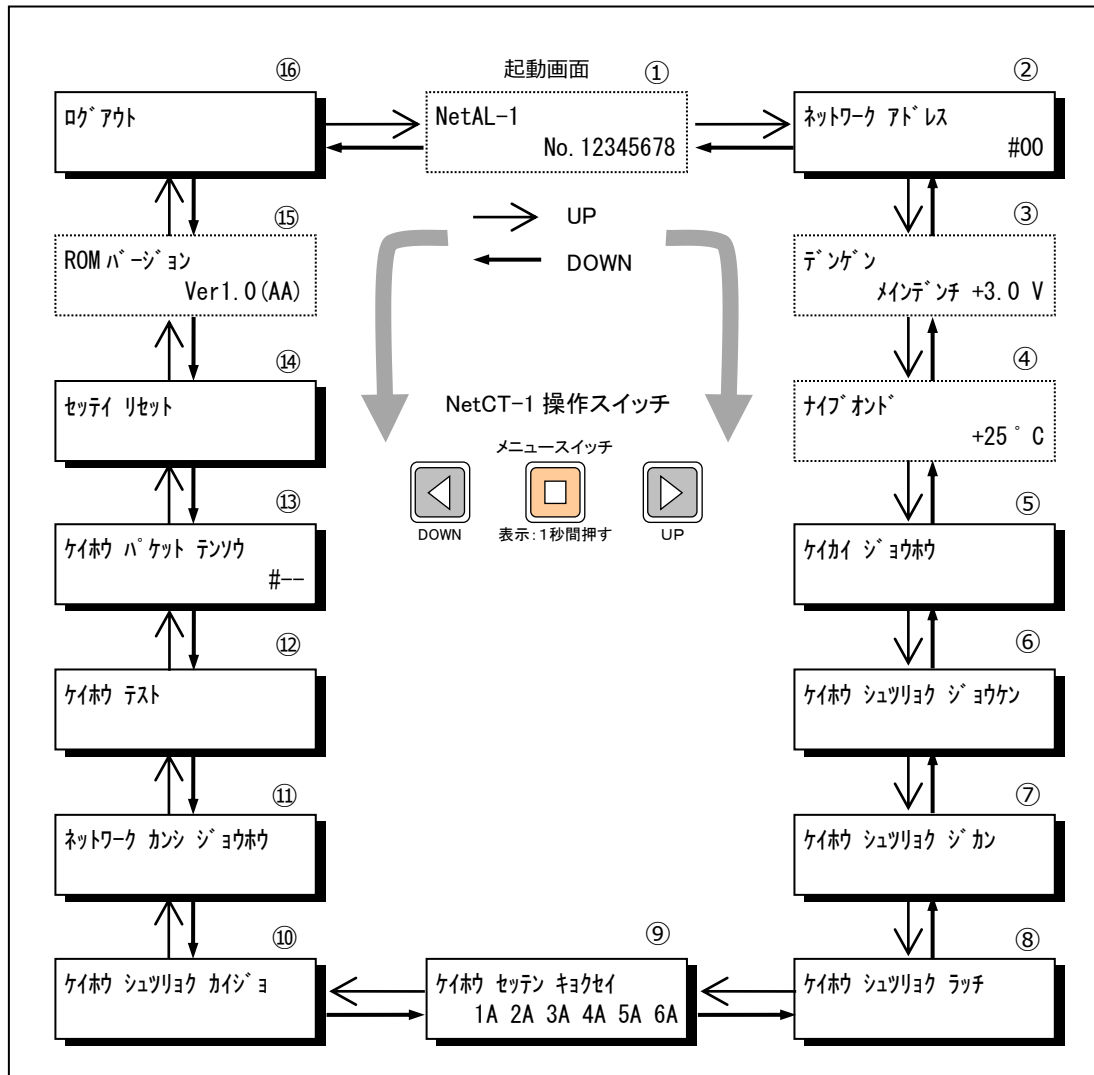 ⑯
ﾛｸﾞｱｳﾄ
起動画面
①
NetAL-1
No.12345678
②
ﾈｯﾄﾜｰｸ ｱﾄﾞﾚｽ
#00
③
ﾃﾞﾝｹﾞﾝ
ﾒｲﾝﾃﾞﾝﾁ +3.0 V
④
ﾅｲﾌﾞｵﾝﾄﾞ
+25ﾟC
⑤
ｹｲｶｲ ｼﾞｮｳﾎｳ
⑥
ｹｲﾎｳ ｼｭﾂﾘｮｸ ｼﾞｮｳｹﾝ
⑦
ｹｲﾎｳ ｼｭﾂﾘｮｸ ｼﾞｶﾝ
⑧
ｹｲﾎｳ ｼｭﾂﾘｮｸ ﾗｯﾁ
⑨
ｹｲﾎｳ ｾｯﾃﾝ ｷｮｸｾｲ
1A 2A 3A 4A 5A 6A
⑩
ｹｲﾎｳ ｼｭﾂﾘｮｸ ｶｲｼﾞｮ
⑪
ﾈｯﾄﾜｰｸ ｶﾝｼ ｼﾞｮｳﾎｳ
⑫
ｹｲﾎｳ ﾃｽﾄ
⑬
ｹｲﾎｳ ﾊﾟｹｯﾄ ﾃﾝｿｳ
#--
⑭
ｾｯﾃｲ ﾘｾｯﾄ
⑮
ROM ﾊﾞｰｼﾞｮﾝ
Ver1.0(AA)
UP
DOWN
NetCT-1 操作スイッチ
メニュースイッチ
DOWN
表示:1秒間押す
UP